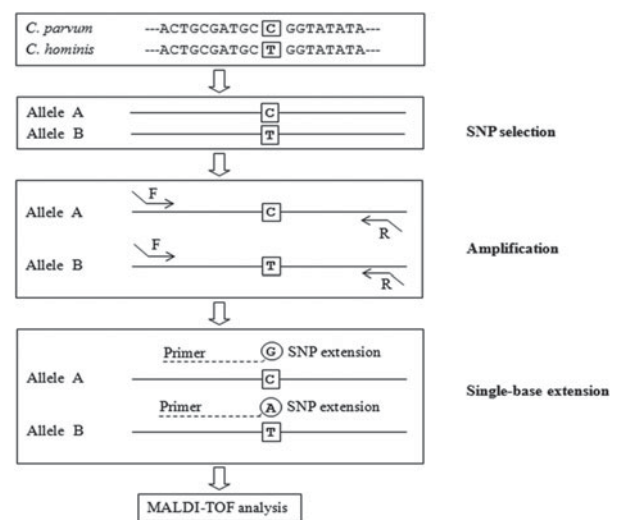 C. parvum ---ACTGCGATGC C GGTATATA---
C. hominis ---ACTGCGATGC T GGTATATA---
Allele A C
Allele B T
SNP selection
F
Allele A C
R
F
Allele B T
R
Amplification
Primer G SNP extension
Allele A C
Primer A SNP extension
Allele B T
Single-base extension
MALDI-TOF analysis